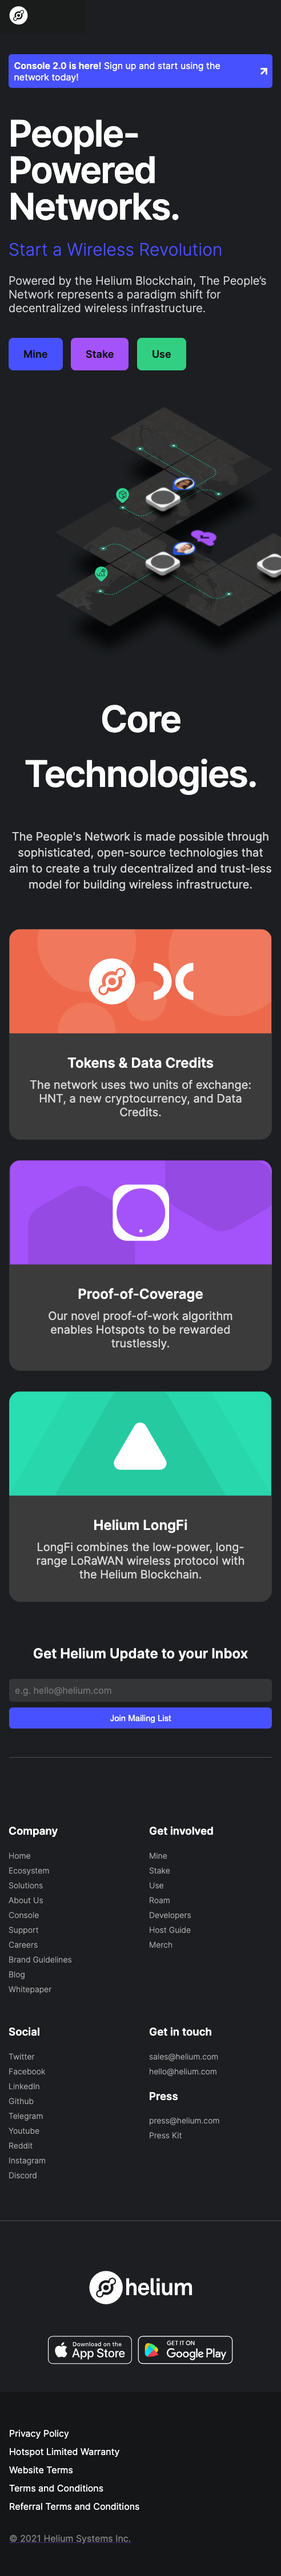 Console 2.0 is here! Sign up and start using the
network today!
People-
Powered
Networks.
Start a Wireless Revolution
Powered by the Helium Blockchain, The People's
Network represents a paradigm shift for
decentralized wireless infrastructure.
Mine
Stake
Use
Core
Technologies.
The People's Network is made possible through
sophisticated, open-source technologies that
aim to create a truly decentralized and trust-less
model for building wireless infrastructure.
Tokens & Data Credits
The network uses two units of exchange:
HNT, a new cryptocurrency, and Data
Credits.
Proof-of-Coverage
Our novel proof-of-work algorithm
enables Hotspots to be rewarded
trustlessly.
Helium LongFi
LongFi combines the low-power, long-
range LoRaWAN wireless protocol with
the Helium Blockchain.
Get Helium Update to your Inbox
e.g. hello@helium.com
Join Mailing List
Company
Home
Ecosystem
Solutions
About Us
Console
Support
Careers
Brand Guidelines
Blog
Whitepaper
Get involved
Mine
Stake
Use
Roam
Developers
Host Guide
Merch
Social
Twitter
Facebook
LinkedIn
Github
Telegram
Youtube
Reddit
Instagram
Discord
Get in touch
sales@helium.com
hello@helium.com
Press
press@helium.com
Press Kit
helium
Download on the
App Store
GET IT ON
Google Play
Privacy Policy
Hotspot Limited Warranty
Website Terms
Terms and Conditions
Referral Terms and Conditions
© 2021 Helium Systems Inc.